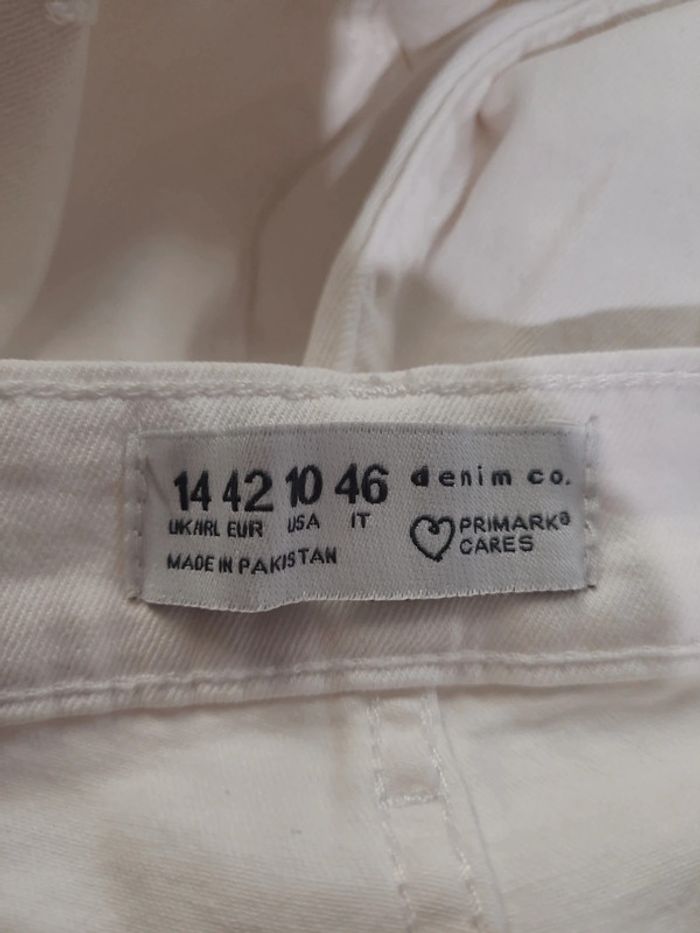 14 42 10 46
UK/IRL EUR USA IT
MADE IN PAKISTAN
denim co.
PRIMARK®
CARES